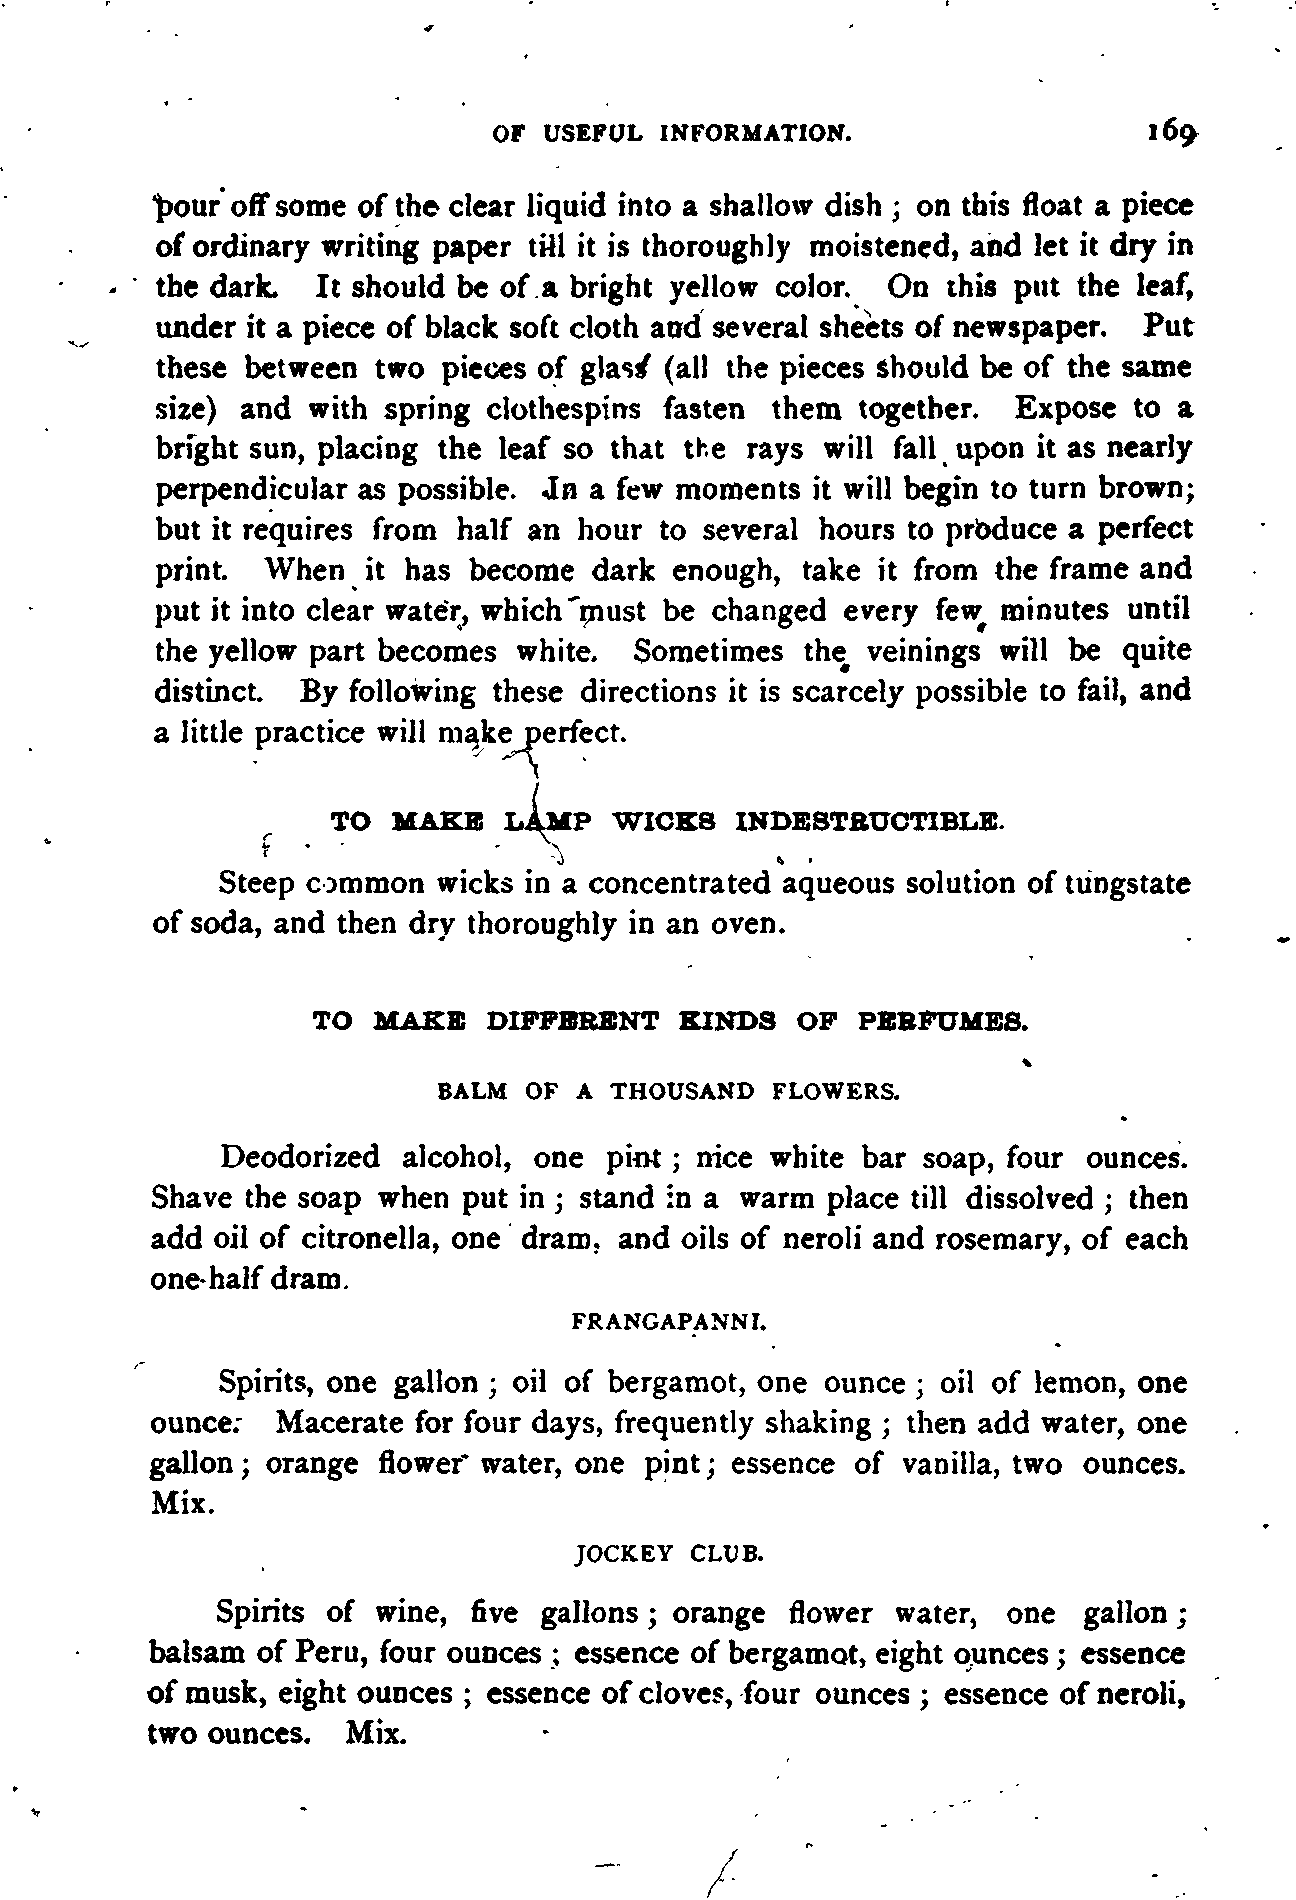 OF USEFUL INFORMATION. 169
pour off some of the clear liquid into a shallow dish ; on this float a piece
of ordinary writing paper till it is thoroughly moistened, and let it dry in
the dark. It should be of a bright yellow color. On this put the leaf,
under it a piece of black soft cloth and several sheets of newspaper. Put
these between two pieces of glass (all the pieces should be of the same
size) and with spring clothespins fasten them together. Expose to a
bright sun, placing the leaf so that the rays will fall upon it as nearly
perpendicular as possible. In a few moments it will begin to turn brown;
but it requires from half an hour to several hours to produce a perfect
print. When it has become dark enough, take it from the frame and
put it into clear water, which must be changed every few minutes until
the yellow part becomes white. Sometimes the veinings will be quite
distinct. By following these directions it is scarcely possible to fail, and
a little practice will make perfect.
TO MAKE LAMP WICKS INDESTRUCTIBLE.
Steep common wicks in a concentrated aqueous solution of tungstate
of soda, and then dry thoroughly in an oven.
TO MAKE DIFFERENT KINDS OF PERFUMES.
BALM OF A THOUSAND FLOWERS.
Deodorized alcohol, one pint ; nice white bar soap, four ounces.
Shave the soap when put in ; stand in a warm place till dissolved ; then
add oil of citronella, one dram, and oils of neroli and rosemary, of each
one-half dram.
FRANGAPANNI.
Spirits, one gallon ; oil of bergamot, one ounce ; oil of lemon, one
ounce. Macerate for four days, frequently shaking ; then add water, one
gallon ; orange flower water, one pint ; essence of vanilla, two ounces.
Mix.
JOCKEY CLUB.
Spirits of wine, five gallons ; orange flower water, one gallon ;
balsam of Peru, four ounces ; essence of bergamot, eight ounces ; essence
of musk, eight ounces ; essence of cloves, four ounces ; essence of neroli,
two ounces. Mix.